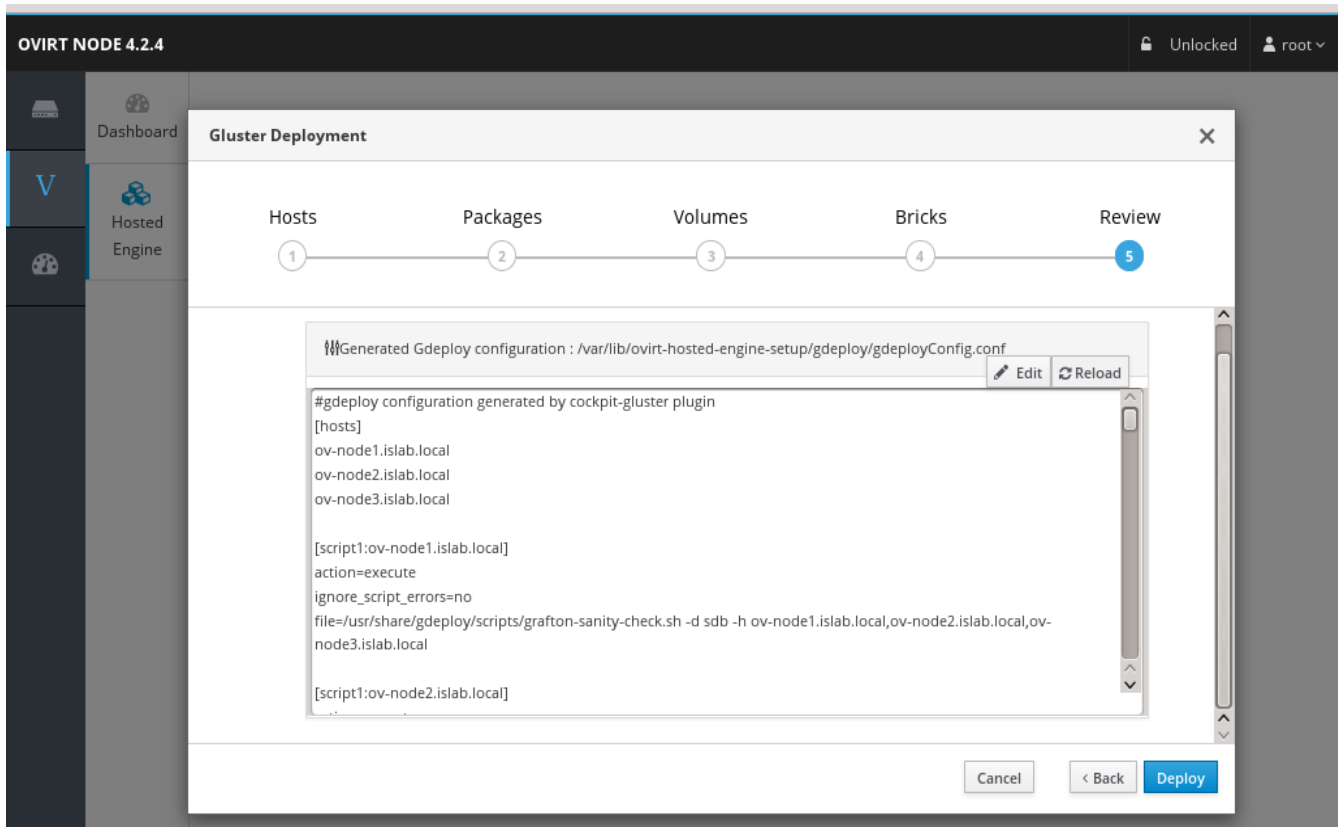 OVIRT NODE 4.2.4
Unlocked
root
Dashboard
V
Hosted
Engine
Gluster Deployment
Hosts
Packages
Volumes
Bricks
Review
1
2
3
4
5
Generated Gdeploy configuration : /var/lib/ovirt-hosted-engine-setup/gdeploy/gdeployConfig.conf
Edit
Reload
#gdeploy configuration generated by cockpit-gluster plugin
[hosts]
ov-node1.islab.local
ov-node2.islab.local
ov-node3.islab.local
[script1:ov-node1.islab.local]
action=execute
ignore_script_errors=no
file=/usr/share/gdeploy/scripts/grafton-sanity-check.sh -d sdb -h ov-node1.islab.local,ov-node2.islab.local,ov-
node3.islab.local
[script1:ov-node2.islab.local]
Cancel
< Back
Deploy